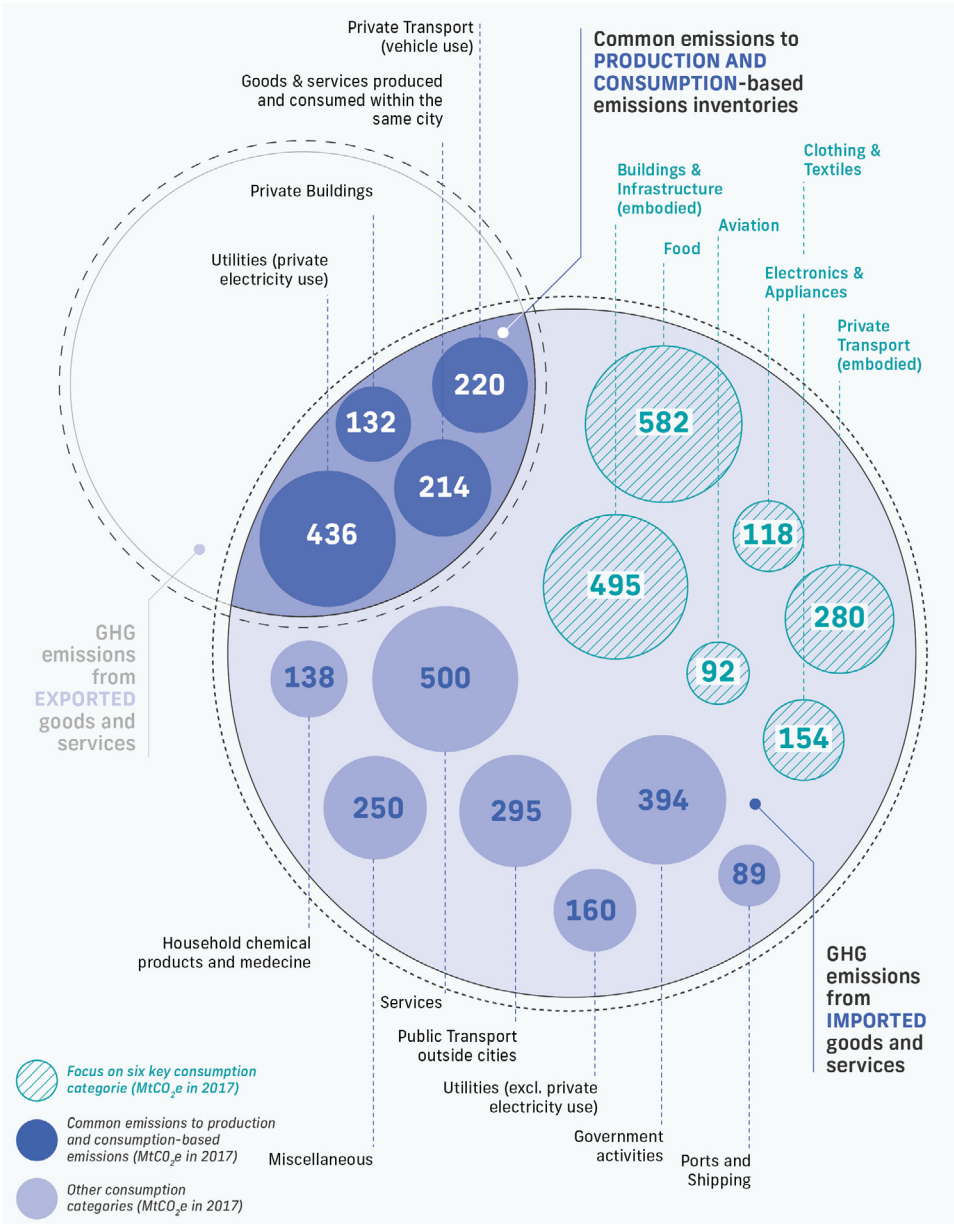 Private Transport
(vehicle use)
Goods & services produced
and consumed within the
same city
Private Buildings
Utilities (private
electricity use)
Common emissions to
PRODUCTION AND
CONSUMPTION-based
emissions inventories
Clothing &
Textiles
Buildings &
Infrastructure
(embodied)
Aviation
Food
Electronics &
Appliances
Private
Transport
(embodied)
220
132
214
436
582
118
495
280
92
154
GHG
emissions
from
EXPORTED
goods and
services
138
500
250
295
394
160
89
Household chemical
products and medecine
Services
Public Transport
outside cities
Utilities (excl. private
electricity use)
Government
activities
Ports and
Shipping
Miscellaneous
GHG
emissions
from
IMPORTED
goods and
services
Focus on six key consumption
categorie (MtCO₂e in 2017)
Common emissions to production
and consumption-based
emissions (MtCO₂e in 2017)
Other consumption
categories (MtCO₂e in 2017)